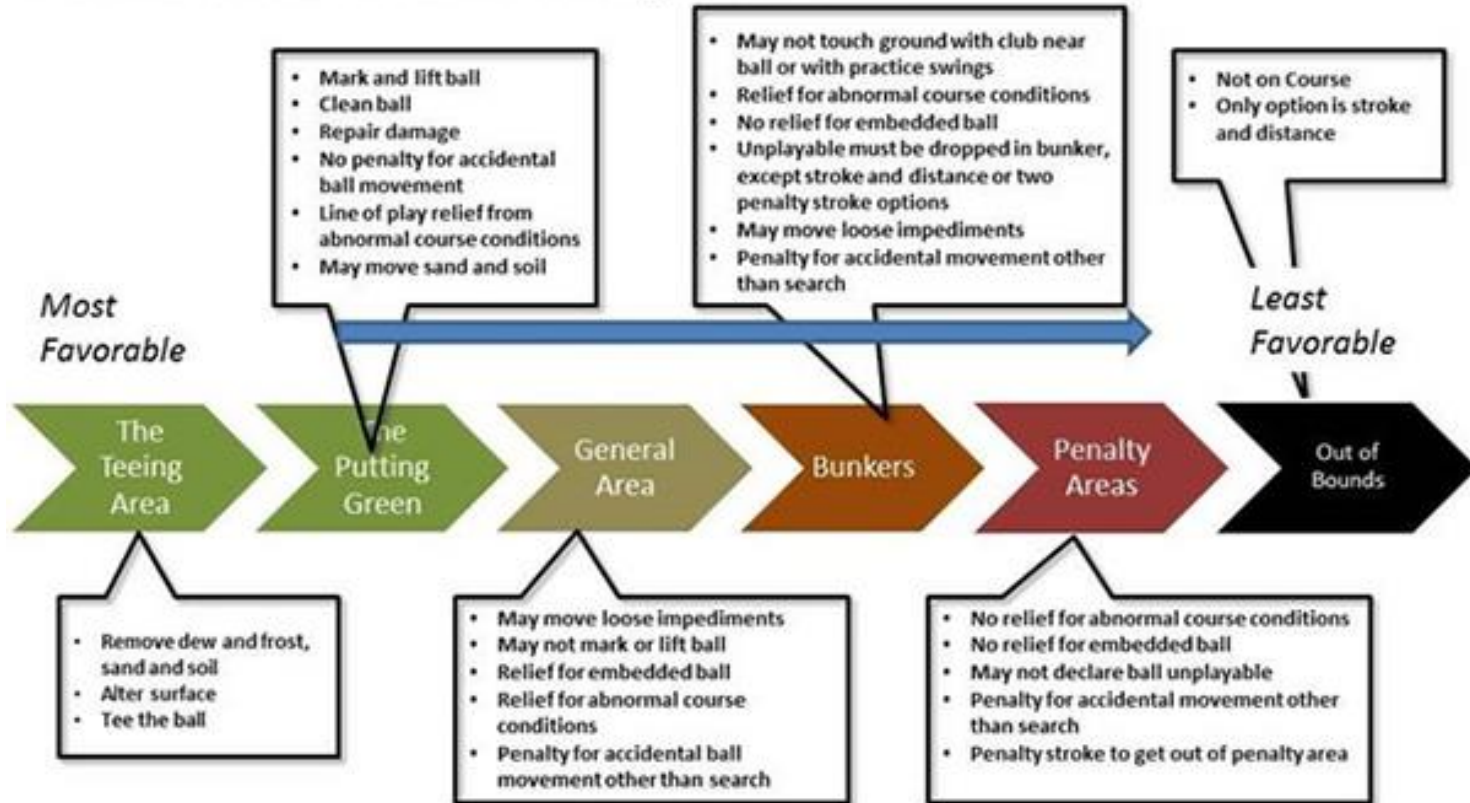 • Mark and lift ball
• Clean ball
• Repair damage
• No penalty for accidental
ball movement
• Line of play relief from
abnormal course conditions
• May move sand and soil
• May not touch ground with club near
ball or with practice swings
• Relief for abnormal course conditions
• No relief for embedded ball
• Unplayable must be dropped in bunker,
except stroke and distance or two
penalty stroke options
• May move loose impediments
• Penalty for accidental movement other
than search
• Not on Course
• Only option is stroke
and distance
Most
Favorable
Least
Favorable
The
Teeing
Area
Putting
Green
General
Area
Bunkers
Penalty
Areas
Out of
Bounds
• Remove dew and frost,
sand and soil
• Alter surface
• Tee the ball
• May move loose impediments
• May not mark or lift ball
• Relief for embedded ball
• Relief for abnormal course
conditions
• Penalty for accidental ball
movement other than search
• No relief for abnormal course conditions
• No relief for embedded ball
• May not declare ball unplayable
• Penalty for accidental movement other
than search
• Penalty stroke to get out of penalty area